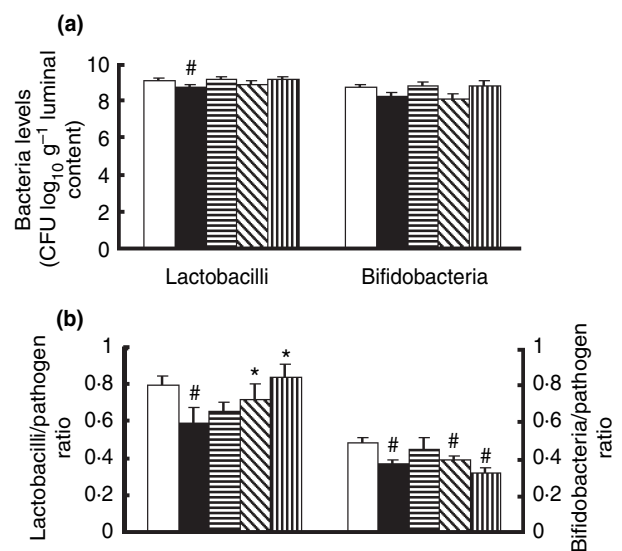 (a)
Bacteria levels
(CFU log10 g–1 luminal
content)
10
8
6
4
2
0
#
Lactobacilli
Bifidobacteria
(b)
Lactobacilli/pathogen
ratio
1
0·8
0·6
0·4
0·2
0
#
*
*
#
#
#
1
0·8
0·6
0·4
0·2
0
Bifidobacteria/pathogen
ratio